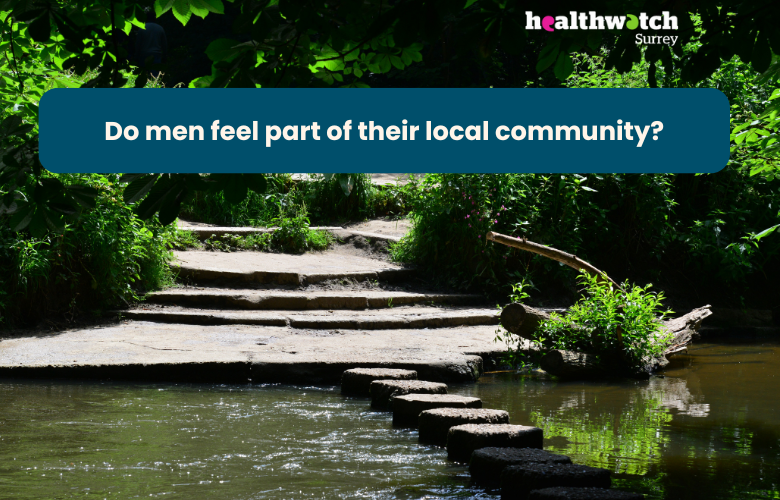 healthwatch
Surrey
Do men feel part of their local community?